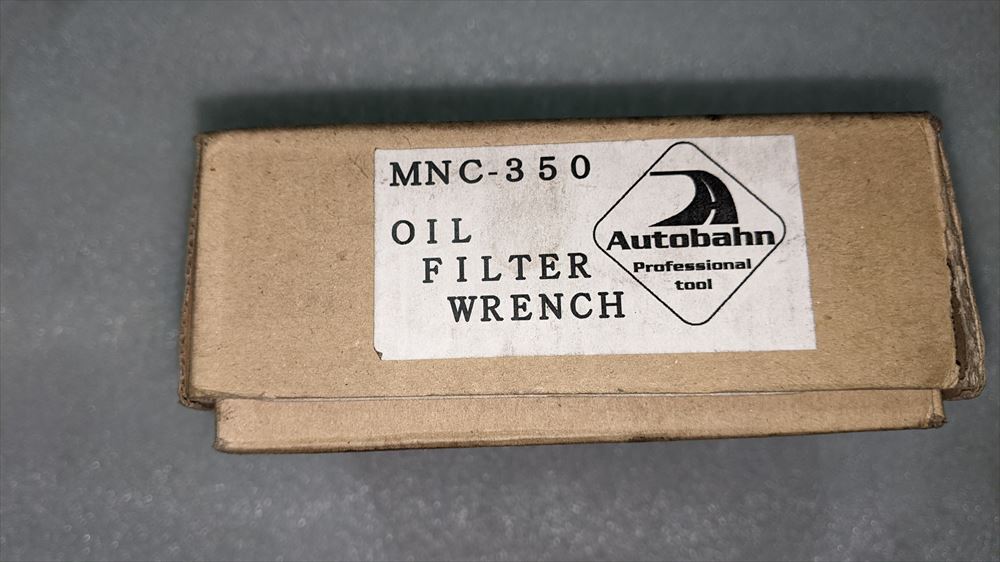 MNC-350
OIL
FILTER
WRENCH
Autobahn
Professional
tool